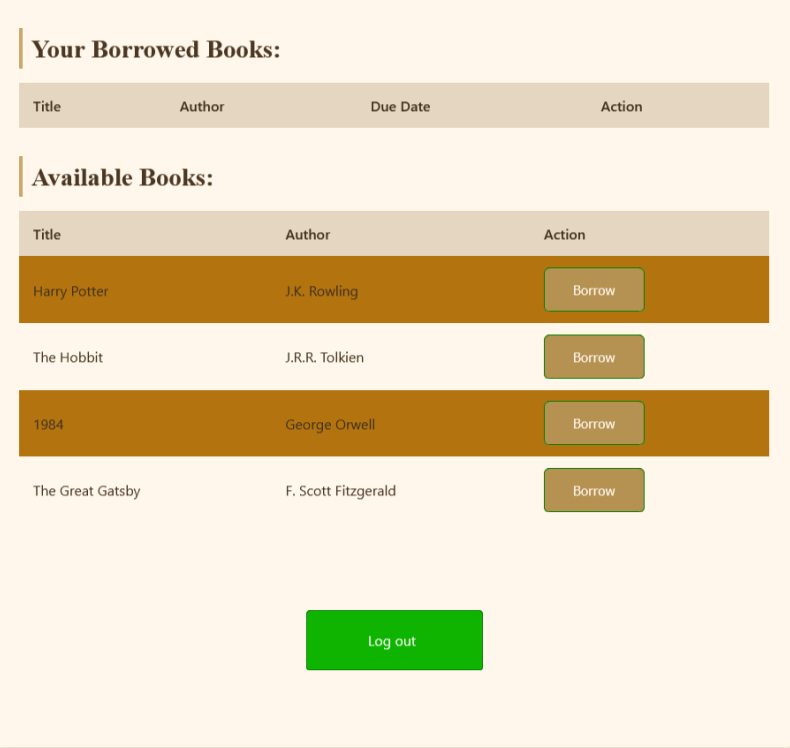 Your Borrowed Books:
Title Author Due Date Action
Available Books:
Title Author Action
Harry Potter J.K. Rowling Borrow
The Hobbit J.R.R. Tolkien Borrow
1984 George Orwell Borrow
The Great Gatsby F. Scott Fitzgerald Borrow
Log out